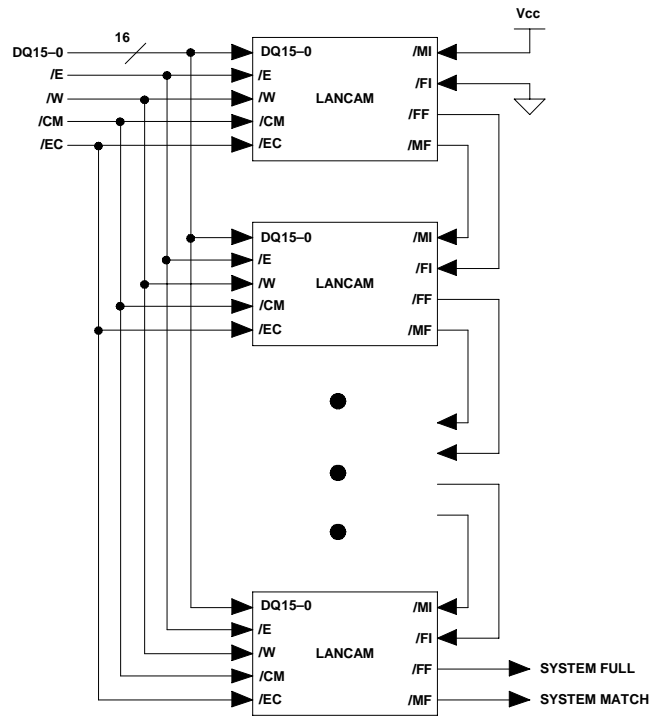 Vcc
16
DQ15–0
/E
/W
/CM
/EC
DQ15–0
/E
/W
/CM
/EC
LANCAM
/MI
/FI
/FF
/MF
DQ15–0
/E
/W
/CM
/EC
LANCAM
/MI
/FI
/FF
/MF
DQ15–0
/E
/W
/CM
/EC
LANCAM
/MI
/FI
/FF
/MF
SYSTEM FULL
SYSTEM MATCH